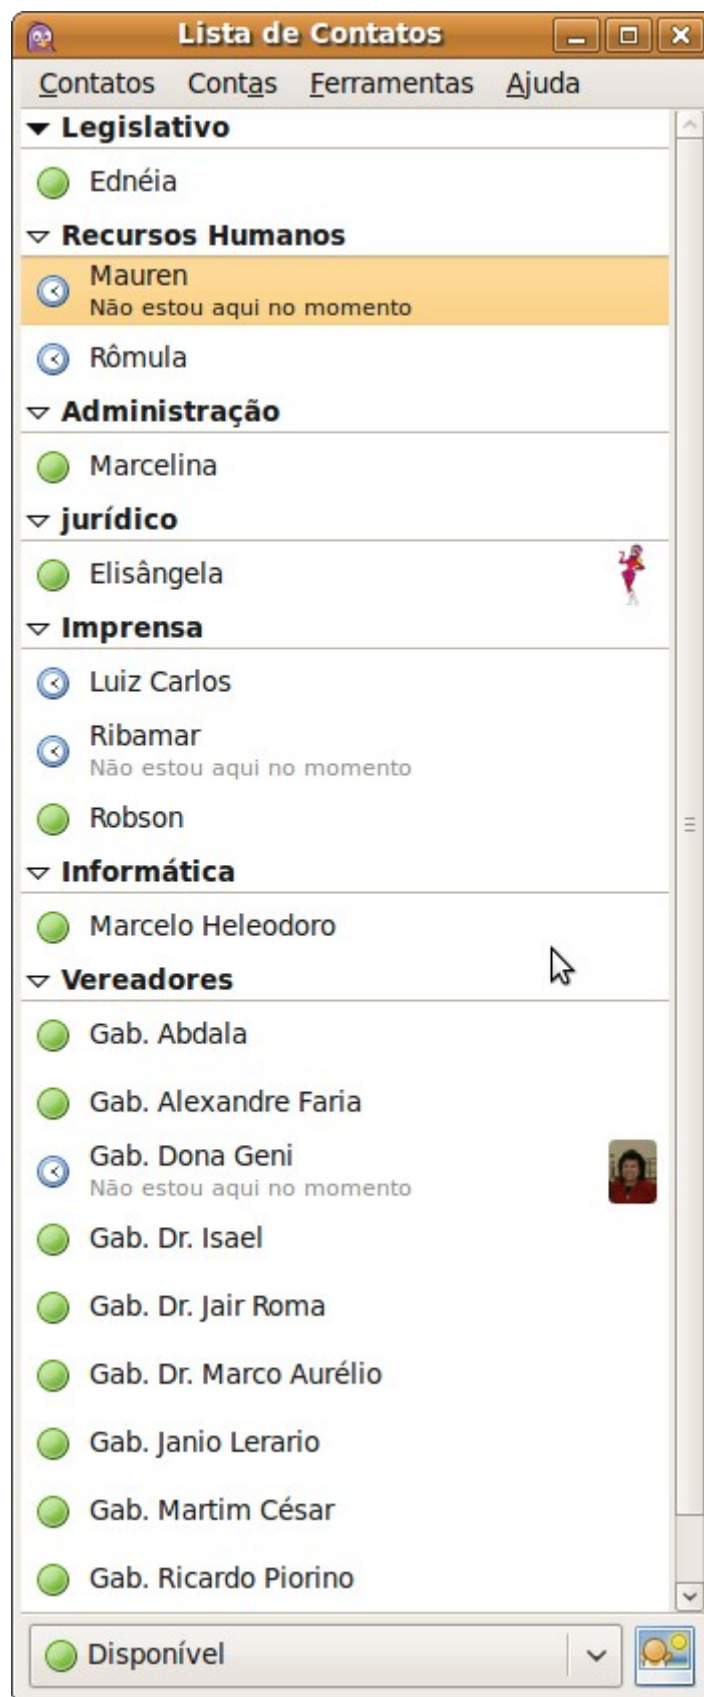 Lista de Contatos
Contatos Contas Ferramentas Ajuda
Legislativo
Ednéia
Recursos Humanos
Mauren
Não estou aqui no momento
Rômula
Administração
Marcelina
jurídico
Elisângela
Imprensa
Luiz Carlos
Ribamar
Não estou aqui no momento
Robson
Informática
Marcelo Heleodoro
Vereadores
Gab. Abdala
Gab. Alexandre Faria
Gab. Dona Geni
Não estou aqui no momento
Gab. Dr. Isael
Gab. Dr. Jair Roma
Gab. Dr. Marco Aurélio
Gab. Janio Lerario
Gab. Martim César
Gab. Ricardo Piorino
Disponível